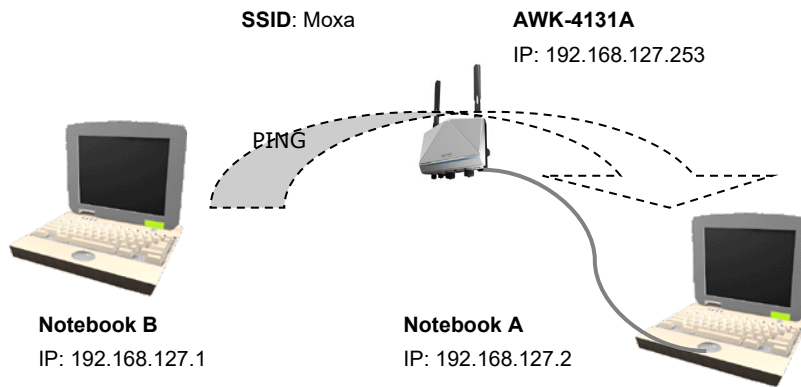 SSID: Moxa
AWK-4131A
IP: 192.168.127.253
PING
Notebook B
IP: 192.168.127.1
Notebook A
IP: 192.168.127.2